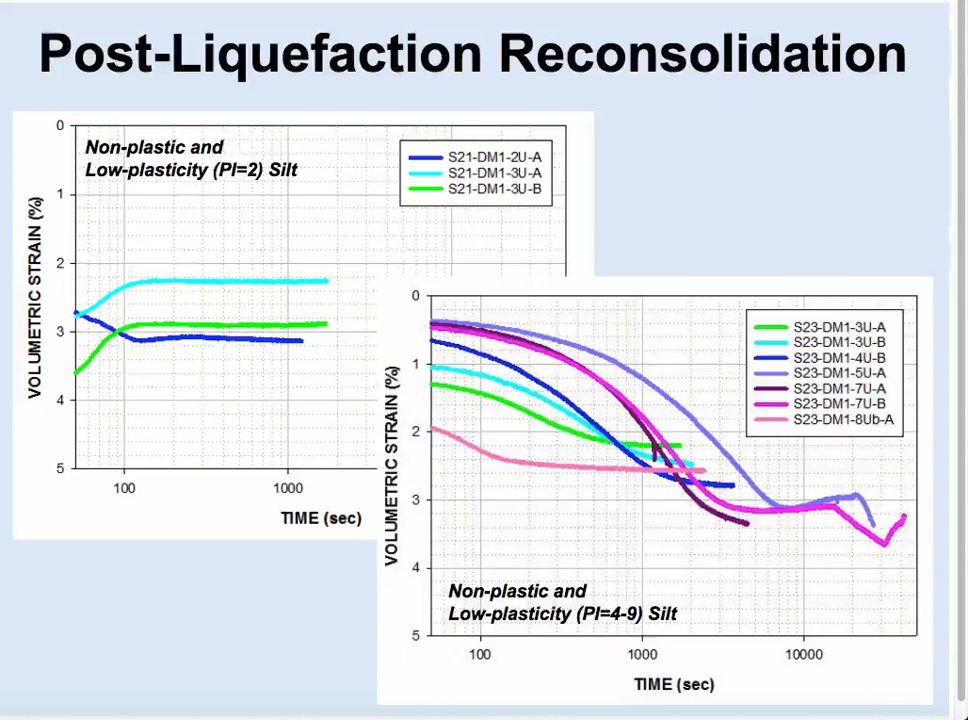 Post-Liquefaction Reconsolidation
Non-plastic and
Low-plasticity (PI=2) Silt
S21-DM1-2U-A
S21-DM1-3U-A
S21-DM1-3U-B
VOLUMETRIC STRAIN (%)
0
1
2
3
4
5
100
1000
TIME (sec)
S23-DM1-3U-A
S23-DM1-3U-B
S23-DM1-4U-B
S23-DM1-5U-A
S23-DM1-7U-A
S23-DM1-7U-B
S23-DM1-8Ub-A
VOLUMETRIC STRAIN (%)
0
1
2
3
4
5
Non-plastic and
Low-plasticity (PI=4-9) Silt
100
1000
10000
TIME (sec)